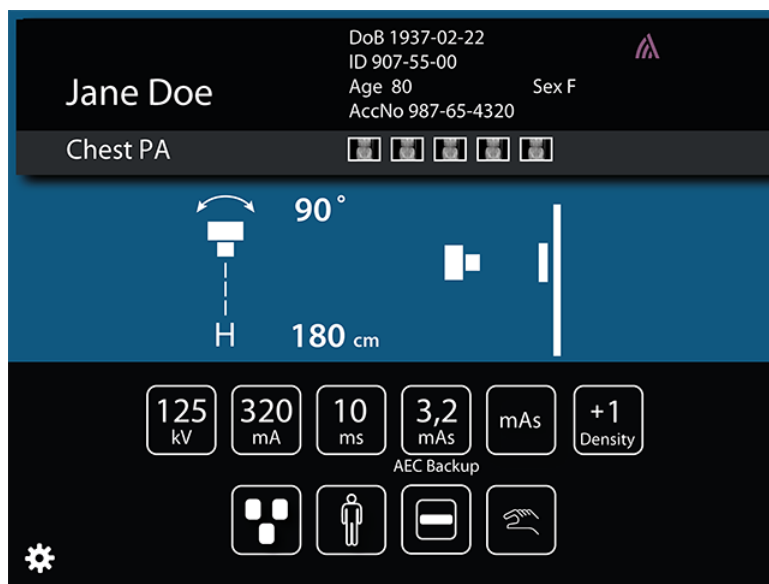 DoB 1937-02-22
ID 907-55-00
Jane Doe
Age 80 Sex F
AccNo 987-65-4320
Chest PA
90°
H 180 cm
125 kV
320 mA
10 ms
3,2 mAs
mAs
+1 Density
AEC Backup